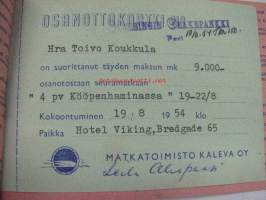 OSANOTTOKORTTI
Hra Toivo Koukkula
on suorittanut täyden maksun mk 9.000-
osanotostaan seuramatkaan
"4 pv Kööpenhaminassa" 19-22/8
Kokoontuminen 19/8 1954 klo
Paikka Hotel Viking, Bredgade 65
MATKATOIMISTO KALEVA OY